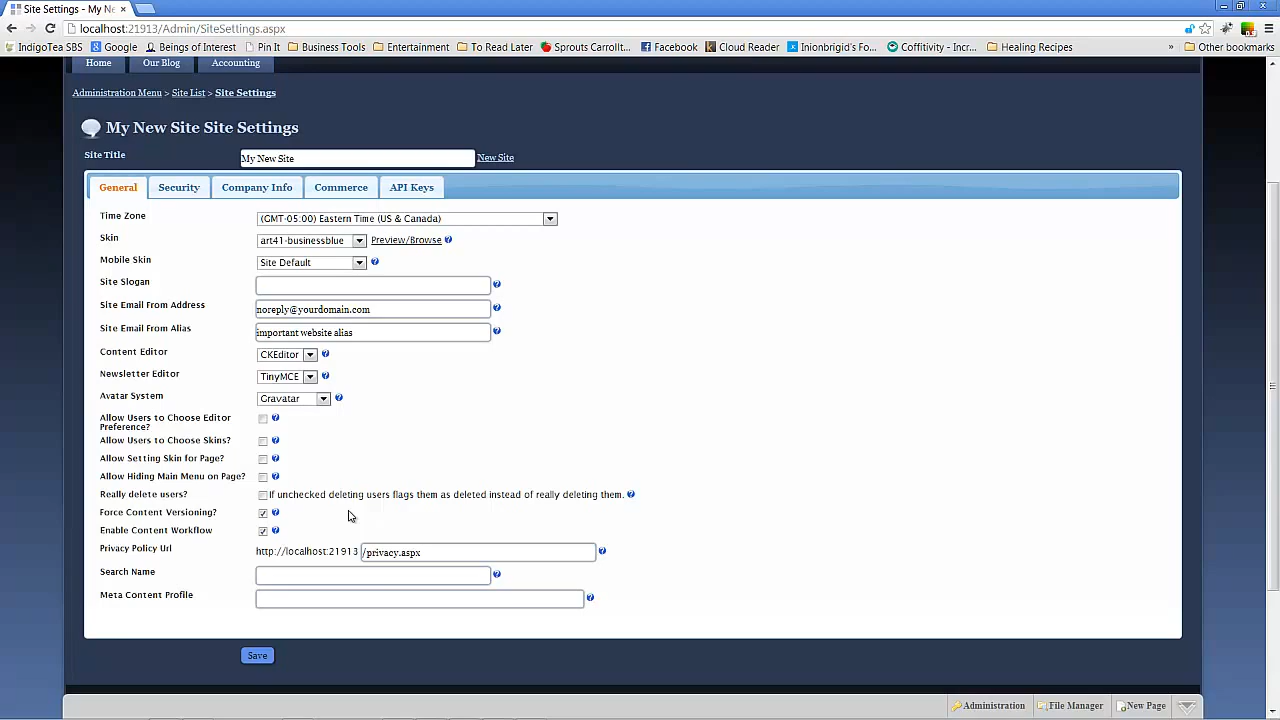 Site Settings - My Ne
localhost:21913/Admin/SiteSettings.aspx
IndigoTea SBS Google Beings of Interest Pin It Business Tools Entertainment To Read Later Sprouts Carrollt... Facebook Cloud Reader Inionbrigid's Fo... Coffitivity - Incr... Healing Recipes » Other bookmarks
Home Our Blog Accounting
Administration Menu > Site List > Site Settings
My New Site Site Settings
Site Title My New Site New Site
General Security Company Info Commerce API Keys
Time Zone (GMT-05:00) Eastern Time (US & Canada)
Skin art41-businessblue Preview/Browse ?
Mobile Skin Site Default ?
Site Slogan ?
Site Email From Address noreply@yourdomain.com ?
Site Email From Alias important website alias ?
Content Editor CKEditor ?
Newsletter Editor TinyMCE ?
Avatar System Gravatar ?
Allow Users to Choose Editor
Preference? ?
Allow Users to Choose Skins? ?
Allow Setting Skin for Page? ?
Allow Hiding Main Menu on Page? ?
Really delete users? If unchecked deleting users flags them as deleted instead of really deleting them. ?
Force Content Versioning? ?
Enable Content Workflow ?
Privacy Policy Url http://localhost:21913 /privacy.aspx ?
Search Name ?
Meta Content Profile ?
Save
Administration File Manager New Page